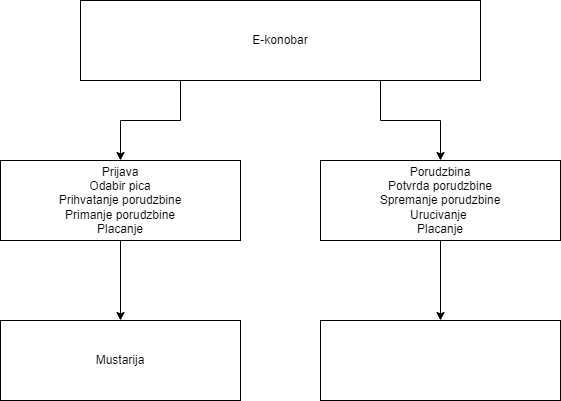 E-konobar
Prijava
Odabir pica
Prihvatanje porudzbine
Primanje porudzbine
Placanje
Porudzbina
Potvrda porudzbine
Spremanje porudzbine
Urucivanje
Placanje
Mustarija